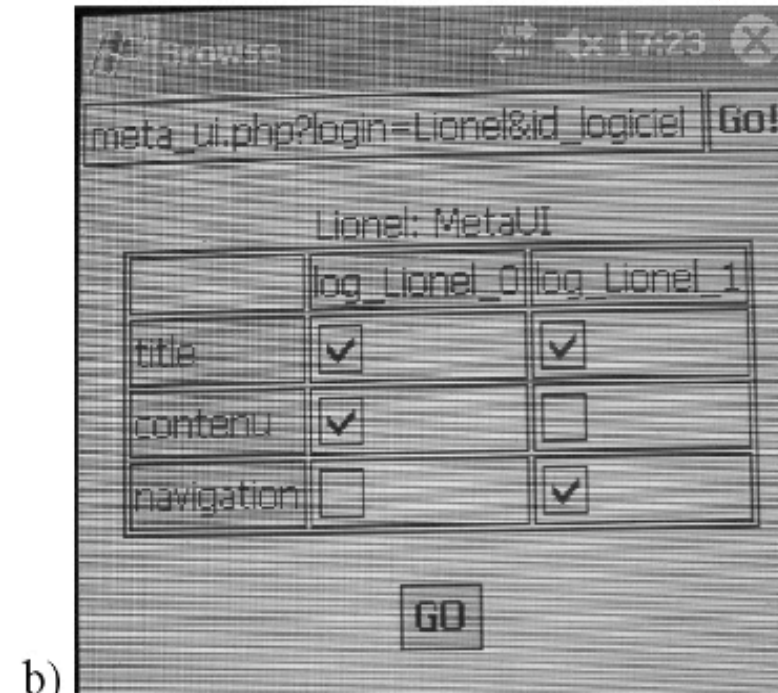 Browse 17:23
meta_ui.php?login=Lionel&id_logiciel Go!
Lionel: MetaUI
log_Lionel_0 log_Lionel_1
title
contenu
navigation
GO
b)